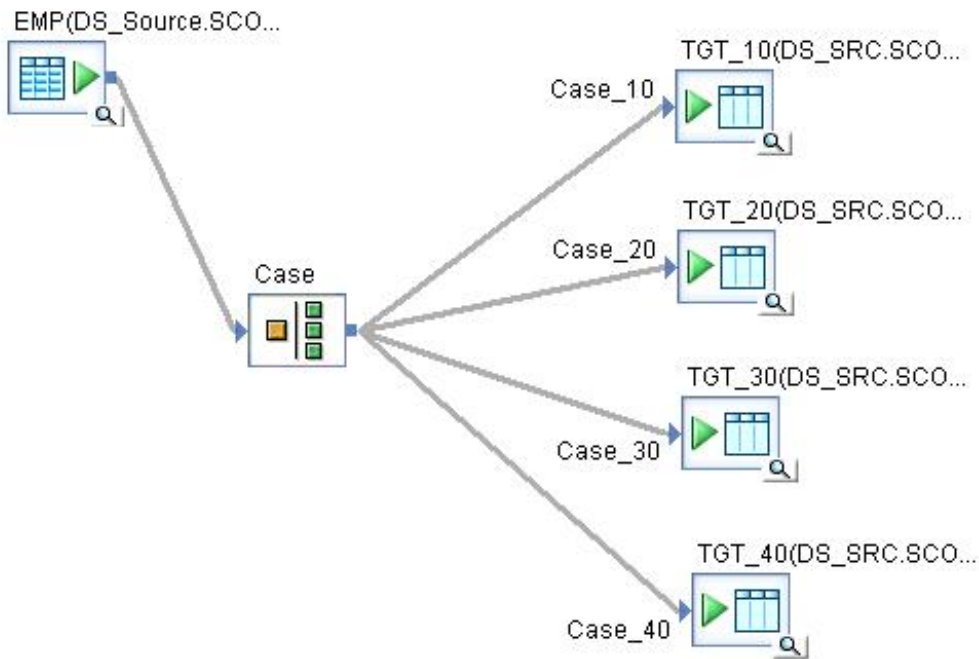 EMP(DS_Source.SCO...
TGT_10(DS_SRC.SCO...
Case_10
TGT_20(DS_SRC.SCO...
Case_20
Case
TGT_30(DS_SRC.SCO...
Case_30
TGT_40(DS_SRC.SCO...
Case_40